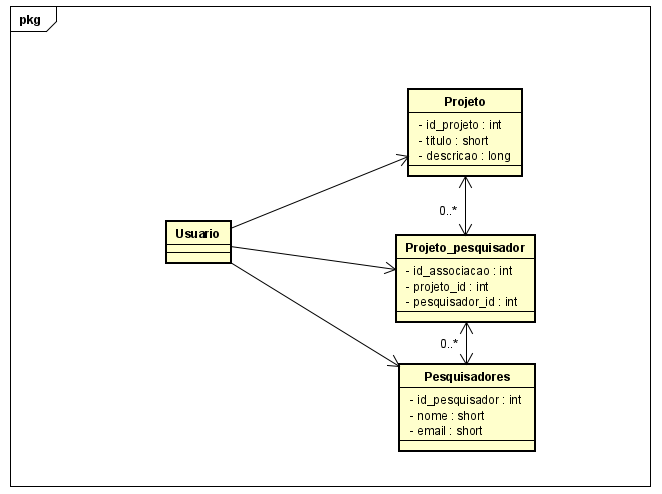 pkg
Projeto
- id_projeto : int
- titulo : short
- descricao : long
0..*
Usuario
Projeto_pesquisador
- id_associacao : int
- projeto_id : int
- pesquisador_id : int
0..*
Pesquisadores
- id_pesquisador : int
- nome : short
- email : short